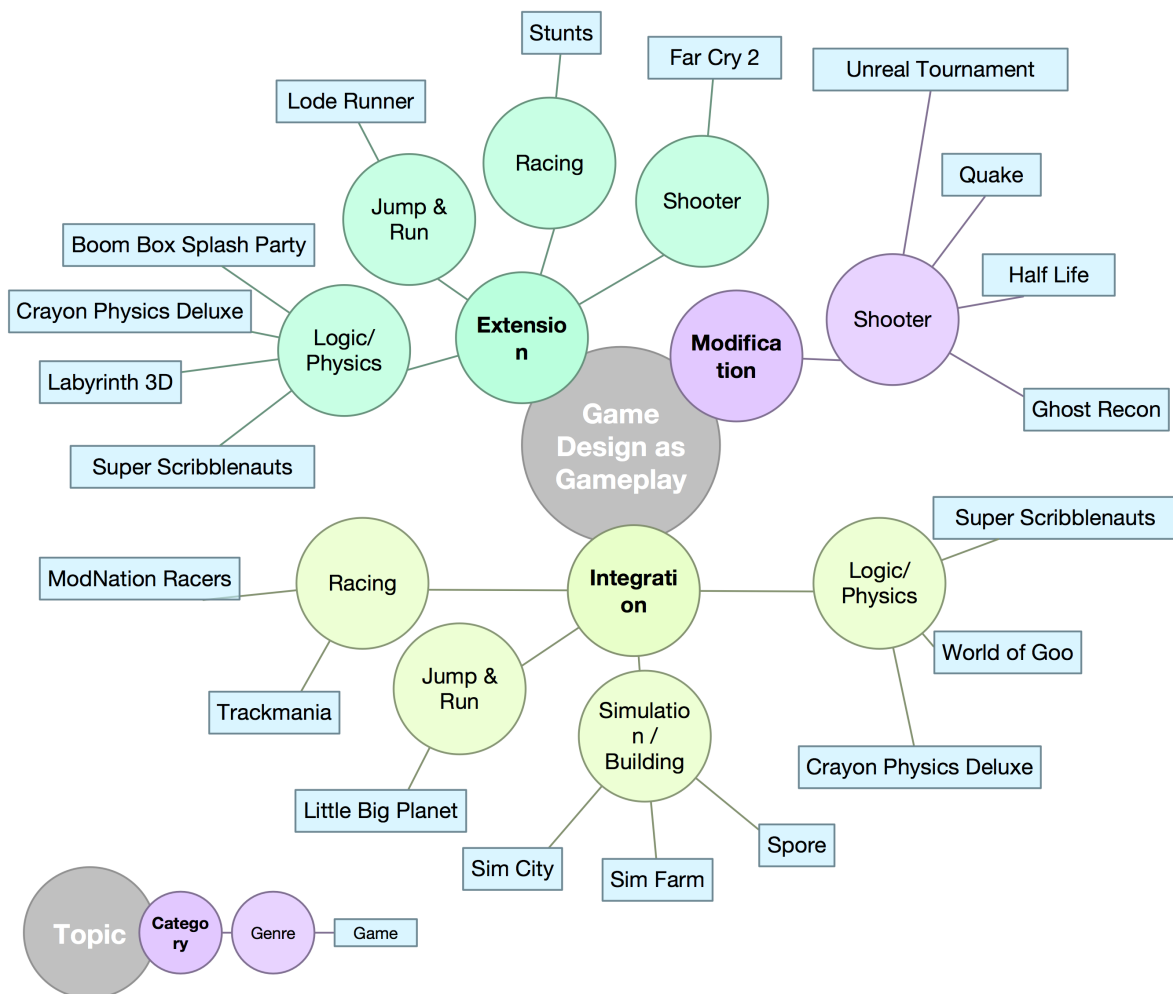 Stunts
Far Cry 2
Unreal Tournament
Lode Runner
Racing
Quake
Jump &
Run
Shooter
Boom Box Splash Party
Half Life
Crayon Physics Deluxe
Logic/
Physics
Extensio
n
Modifica
tion
Shooter
Labyrinth 3D
Ghost Recon
Game
Design as
Gameplay
Super Scribblenauts
Super Scribblenauts
ModNation Racers
Racing
Integrati
on
Logic/
Physics
World of Goo
Jump &
Run
Trackmania
Simulatio
n /
Building
Crayon Physics Deluxe
Little Big Planet
Spore
Sim City
Sim Farm
Topic
Catego
ry
Genre
Game